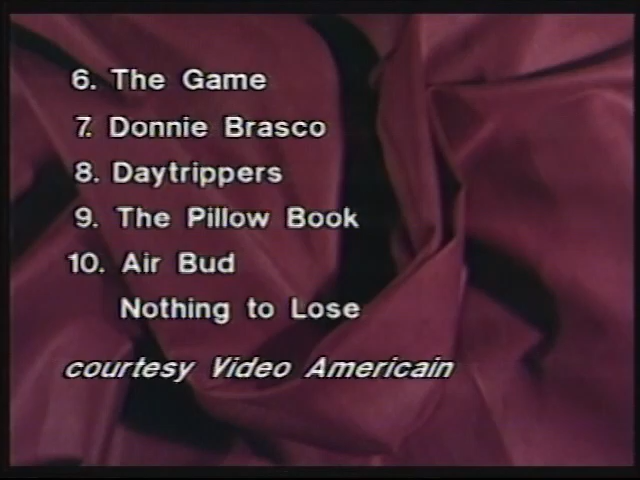 6. The Game
7. Donnie Brasco
8. Daytrippers
9. The Pillow Book
10. Air Bud
Nothing to Lose
courtesy Video Americain